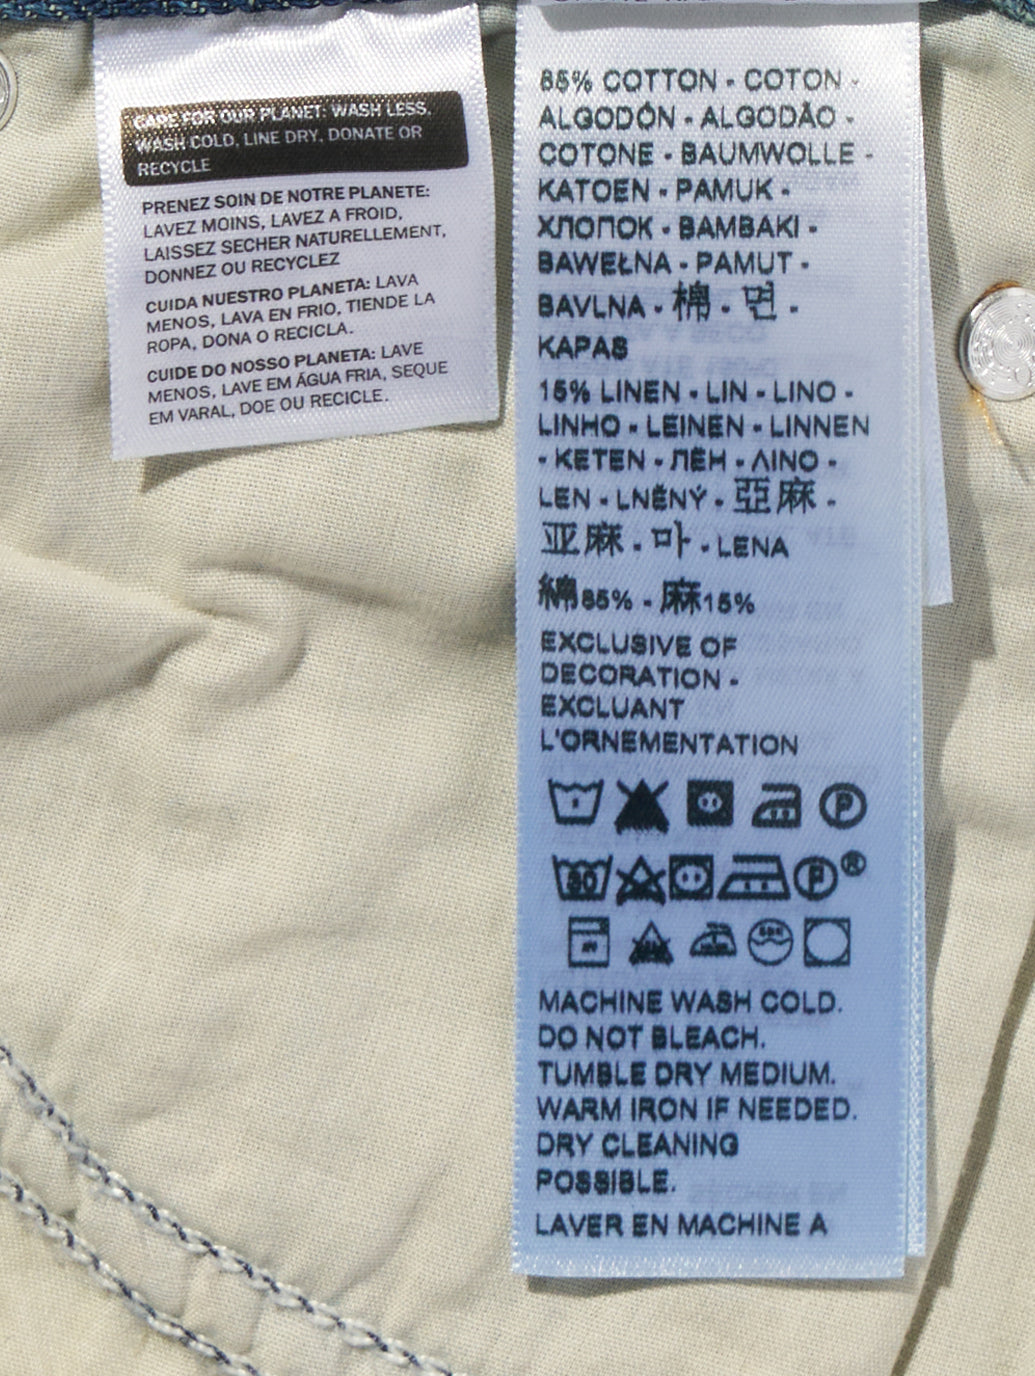 CARE FOR OUR PLANET: WASH LESS,
WASH COLD, LINE DRY, DONATE OR
RECYCLE
PRENEZ SOIN DE NOTRE PLANETE:
LAVEZ MOINS, LAVEZ A FROID,
LAISSEZ SECHER NATURELLEMENT,
DONNEZ OU RECYCLEZ
CUIDA NUESTRO PLANETA: LAVA
MENOS, LAVA EN FRIO, TIENDE LA
ROPA, DONA O RECICLA.
CUIDE DO NOSSO PLANETA: LAVE
MENOS, LAVE EM ÁGUA FRIA, SEQUE
EM VARAL, DOE OU RECICLE.
85% COTTON - COTON -
ALGODÓN - ALGODÃO -
COTONE - BAUMWOLLE -
KATOEN - PAMUK -
ХЛОПОК - ΒΑΜΒΑΚΙ -
BAWEŁNA - PAMUT -
BAVLNA - 棉 - 면 -
KAPAS
15% LINEN - LIN - LINO -
LINHO - LEINEN - LINNEN
- KETEN - ЛЁН - ΛΙΝΟ -
LEN - LNĚNÝ - 亞麻 -
亚麻 - 마 - LENA
綿85% - 麻15%
EXCLUSIVE OF
DECORATION -
EXCLUANT
L'ORNEMENTATION
P
30 P ®
MACHINE WASH COLD.
DO NOT BLEACH.
TUMBLE DRY MEDIUM.
WARM IRON IF NEEDED.
DRY CLEANING
POSSIBLE.
LAVER EN MACHINE A